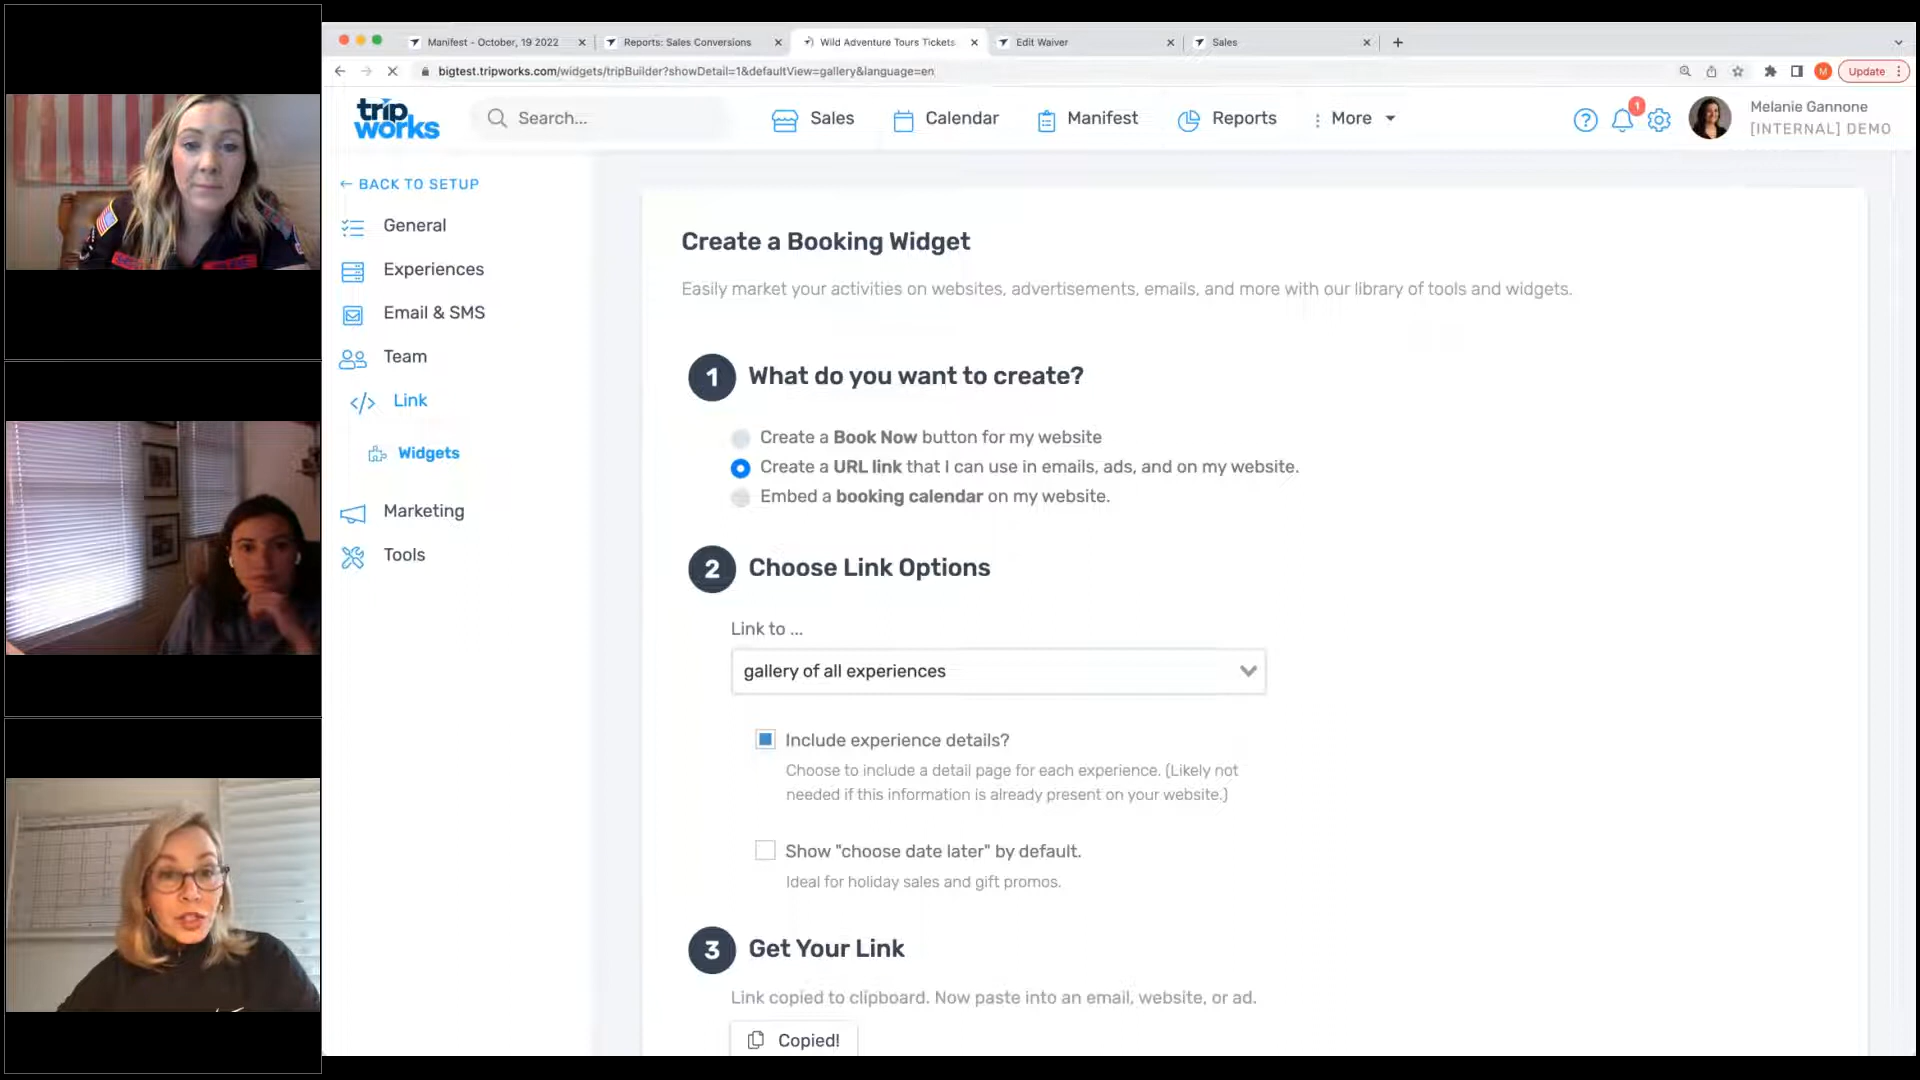 Manifest - October, 19 2022
Reports: Sales Conversions
Wild Adventure Tours Tickets
Edit Waiver
Sales
bigtest.tripworks.com/widgets/tripBuilder?showDetail=1&defaultView=gallery&language=en
M
Update
trip works
Search...
Sales
Calendar
Manifest
Reports
More
?
1
Melanie Gannone
[INTERNAL] DEMO
← BACK TO SETUP
General
Experiences
Email & SMS
Team
</> Link
Widgets
Marketing
Tools
Create a Booking Widget
Easily market your activities on websites, advertisements, emails, and more with our library of tools and widgets.
1 What do you want to create?
Create a Book Now button for my website
Create a URL link that I can use in emails, ads, and on my website.
Embed a booking calendar on my website.
2 Choose Link Options
Link to ...
gallery of all experiences
Include experience details?
Choose to include a detail page for each experience. (Likely not
needed if this information is already present on your website.)
Show "choose date later" by default.
Ideal for holiday sales and gift promos.
3 Get Your Link
Link copied to clipboard. Now paste into an email, website, or ad.
Copied!